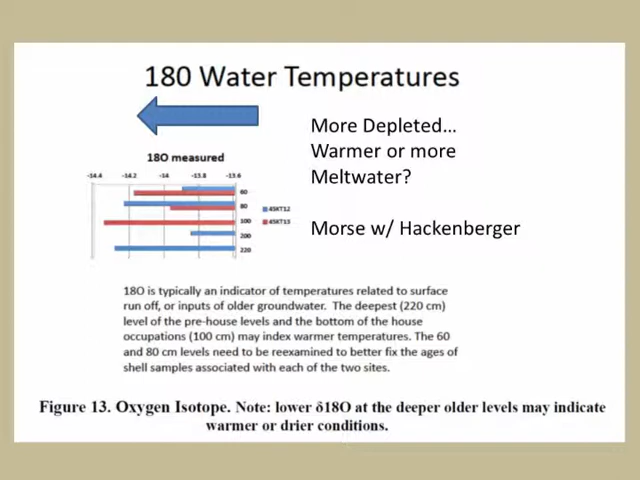 18O Water Temperatures
More Depleted…
Warmer or more
Meltwater?
Morse w/ Hackenberger
18O measured
-14.4 -14.2 -14 -13.8 -13.6
60
80
100
200
220
45KT12
45KT13
18O is typically an indicator of temperatures related to surface
run off, or inputs of older groundwater. The deepest (220 cm)
level of the pre-house levels and the bottom of the house
occupations (100 cm) may index warmer temperatures. The 60
and 80 cm levels need to be reexamined to better fix the ages of
shell samples associated with each of the two sites.
Figure 13. Oxygen Isotope. Note: lower δ18O at the deeper older levels may indicate
warmer or drier conditions.